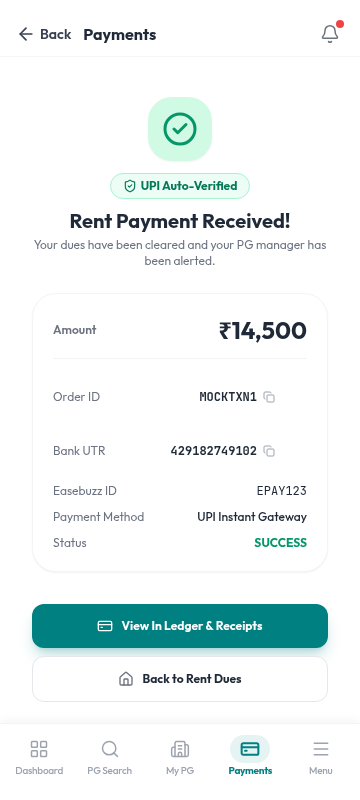 Back Payments
UPI Auto-Verified
Rent Payment Received!
Your dues have been cleared and your PG manager has
been alerted.
Amount ₹14,500
Order ID MOCKTXN1
Bank UTR 429182749102
Easebuzz ID EPAY123
Payment Method UPI Instant Gateway
Status SUCCESS
View In Ledger & Receipts
Back to Rent Dues
Dashboard PG Search My PG Payments Menu